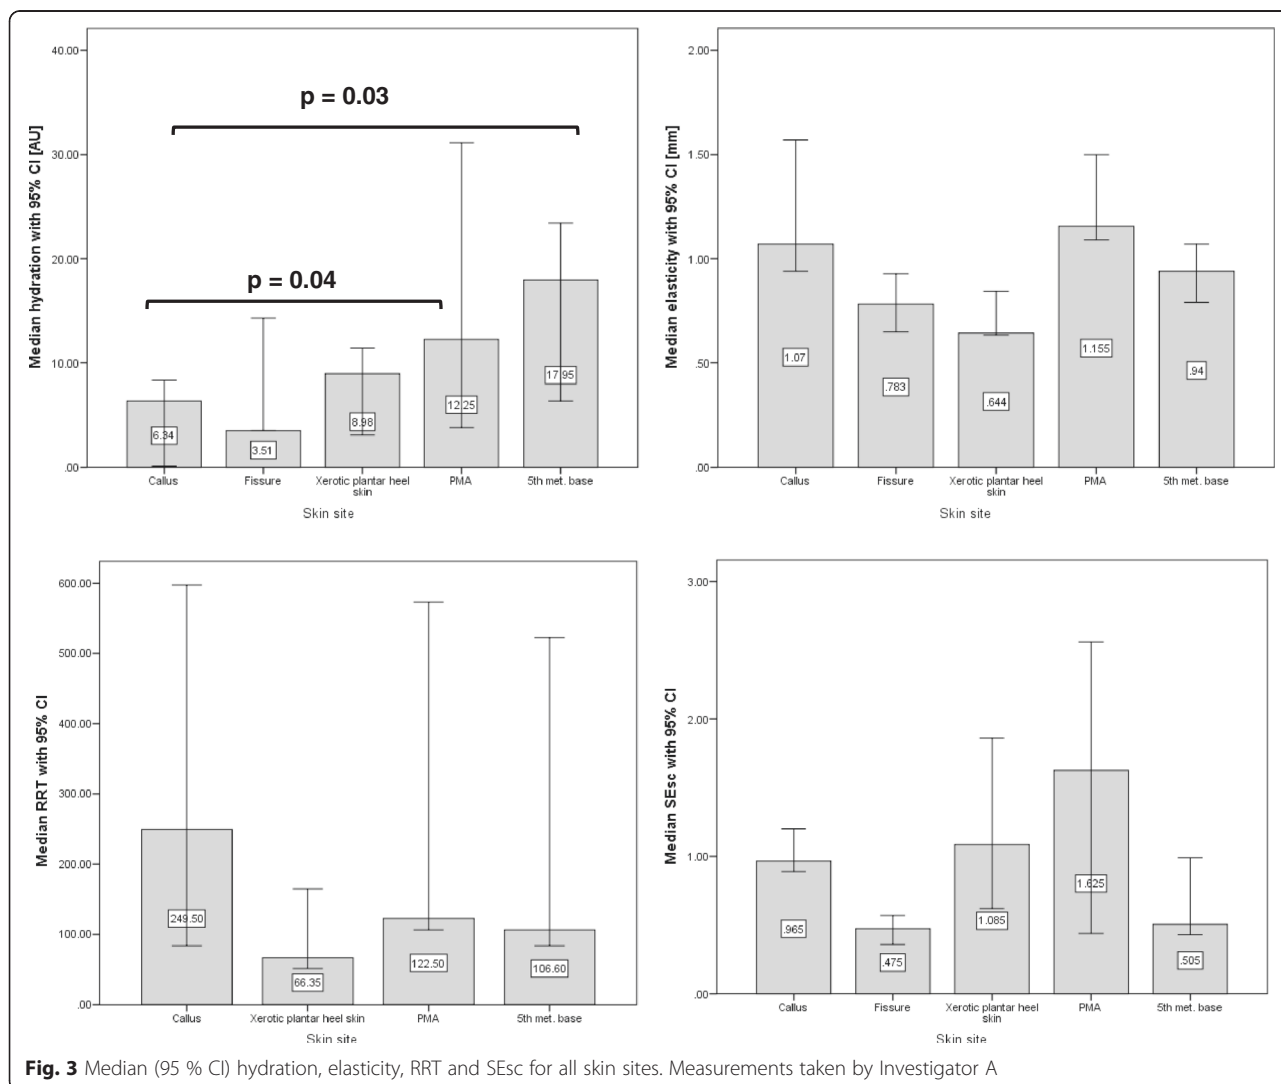 Median hydration with 95% CI [AU]
40.00
30.00
20.00
10.00
.00
p = 0.03
p = 0.04
6.34
3.51
8.98
12.25
17.95
Callus
Fissure
Xerotic plantar heel
skin
PMA
5th met. base
Skin site
Median elasticity with 95% CI [mm]
2.00
1.50
1.00
.50
.00
1.07
.783
.644
1.155
.94
Callus
Fissure
Xerotic plantar heel
skin
PMA
5th met. base
Skin site
Median RRT with 95% CI
600.00
500.00
400.00
300.00
200.00
100.00
.00
249.50
66.35
122.50
106.60
Callus
Xerotic plantar heel skin
PMA
5th met. base
Skin site
Median SEsc with 95% CI
3.00
2.00
1.00
.00
.965
.475
1.085
1.625
.505
Callus
Fissure
Xerotic plantar heel
skin
PMA
5th met. base
Skin site
Fig. 3 Median (95 % CI) hydration, elasticity, RRT and SEsc for all skin sites. Measurements taken by Investigator A